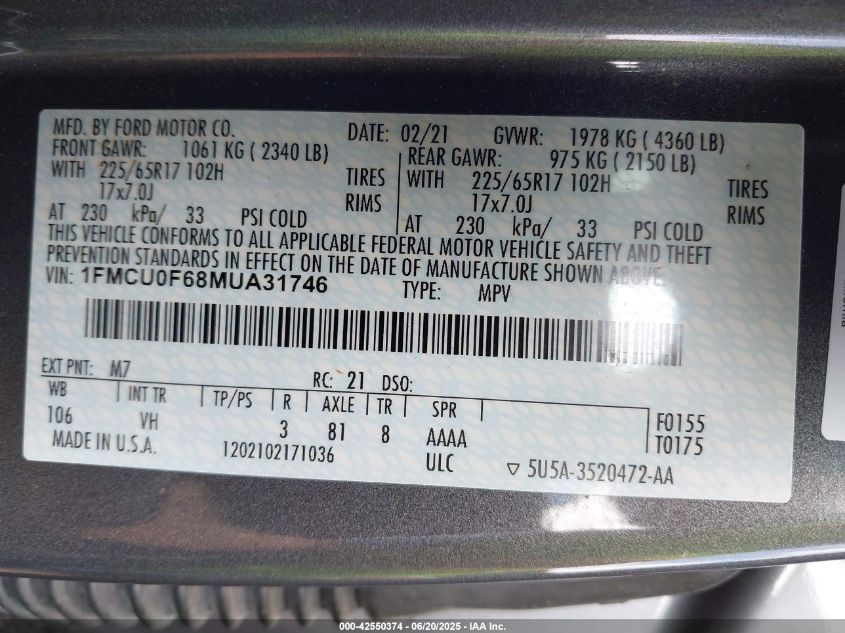 MFD. BY FORD MOTOR CO. DATE: 02/21 GVWR: 1978 KG ( 4360 LB)
FRONT GAWR: 1061 KG ( 2340 LB) REAR GAWR: 975 KG ( 2150 LB)
WITH 225/65R17 102H TIRES WITH 225/65R17 102H TIRES
17x7.0J RIMS 17x7.0J RIMS
AT 230 kPa/ 33 PSI COLD AT 230 kPa/ 33 PSI COLD
THIS VEHICLE CONFORMS TO ALL APPLICABLE FEDERAL MOTOR VEHICLE SAFETY AND THEFT
PREVENTION STANDARDS IN EFFECT ON THE DATE OF MANUFACTURE SHOWN ABOVE.
VIN: 1FMCU0F68MUA31746 TYPE: MPV
EXT PNT: M7 RC: 21 DSO:
WB INT TR TP/PS R AXLE TR SPR F0155
106 VH 3 81 8 AAAA T0175
MADE IN U.S.A. 1202102171036 ULC ▽ 5U5A-3520472-AA
000-42550374 | 06/20/2025 - IAA Inc.